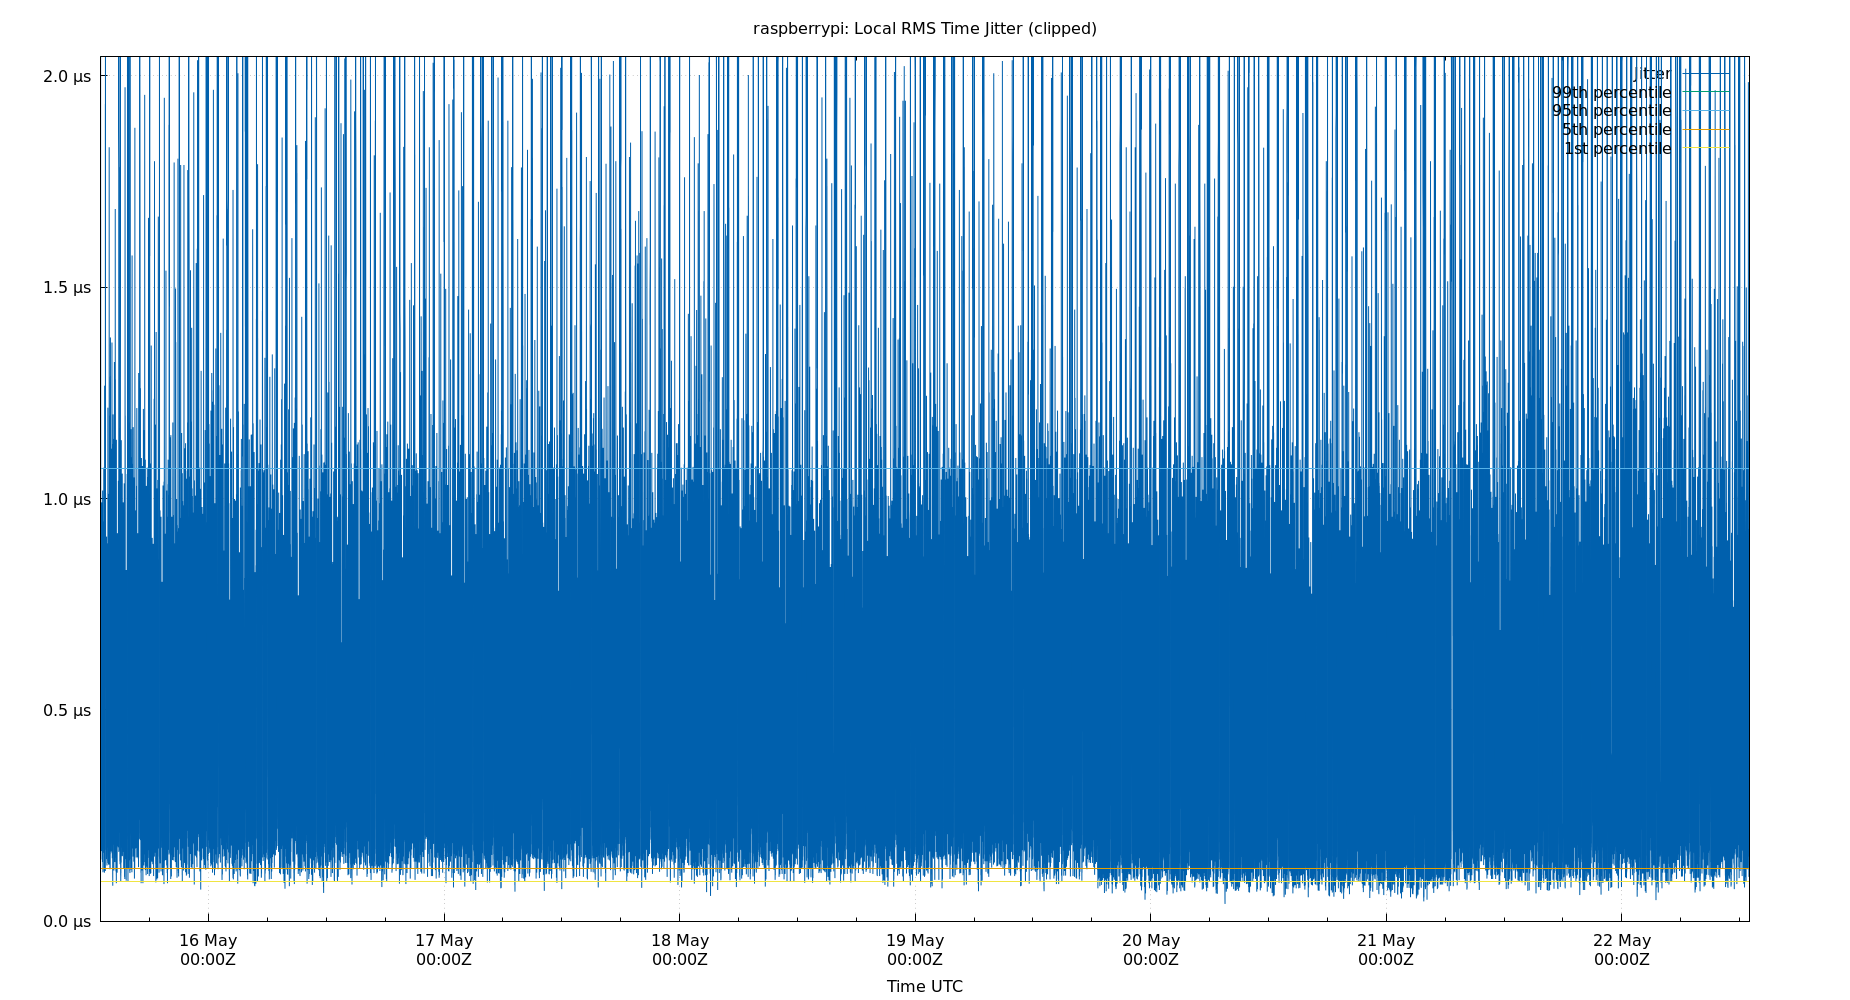 raspberrypi: Local RMS Time Jitter (clipped)
2.0 µs
1.5 µs
1.0 µs
0.5 µs
0.0 µs
jitter
99th percentile
95th percentile
5th percentile
1st percentile
16 May
00:00Z
17 May
00:00Z
18 May
00:00Z
19 May
00:00Z
20 May
00:00Z
21 May
00:00Z
22 May
00:00Z
Time UTC